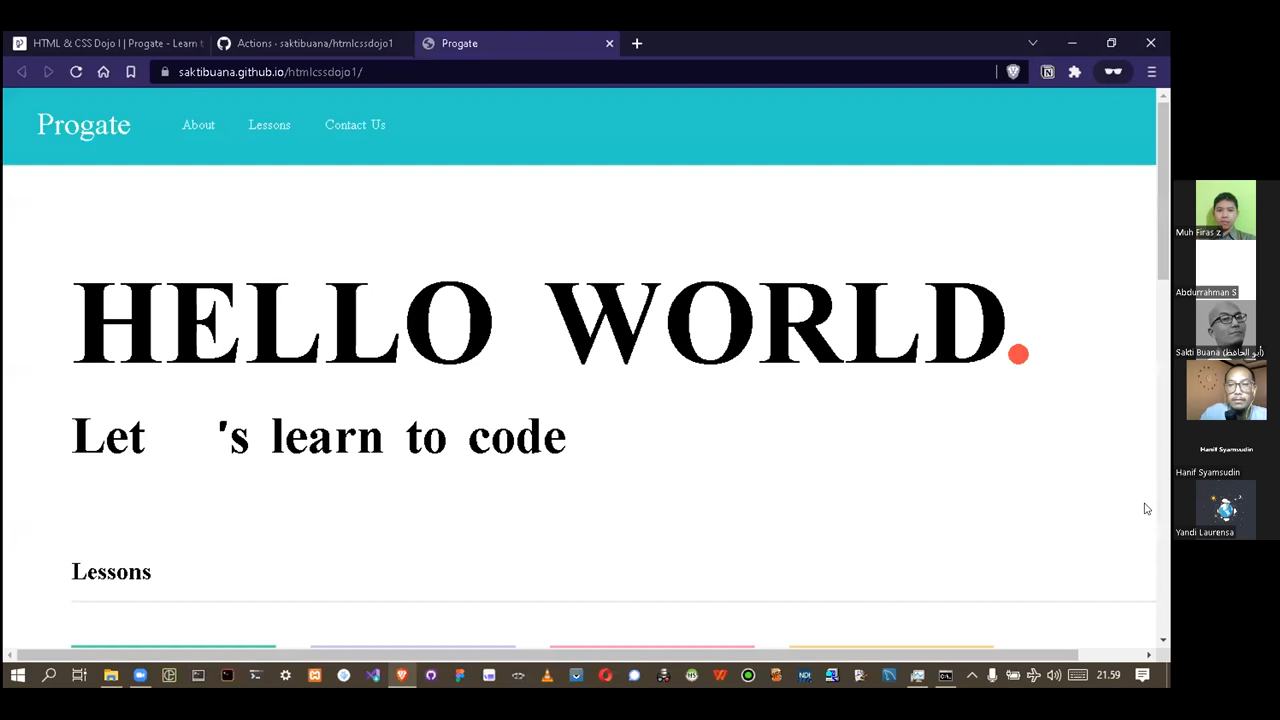 HTML & CSS Dojo I | Progate - Learn t
Actions · saktibuana/htmlcssdojo1
Progate
saktibuana.github.io/htmlcssdojo1/
Progate
About
Lessons
Contact Us
HELLO WORLD.
Let 's learn to code
Lessons
Muh Firas z
Abdurrahman S
Sakti Buana (أبو الحافظ)
Hanif Syamsudin
Hanif Syamsudin
Yandi Laurensa
21.59